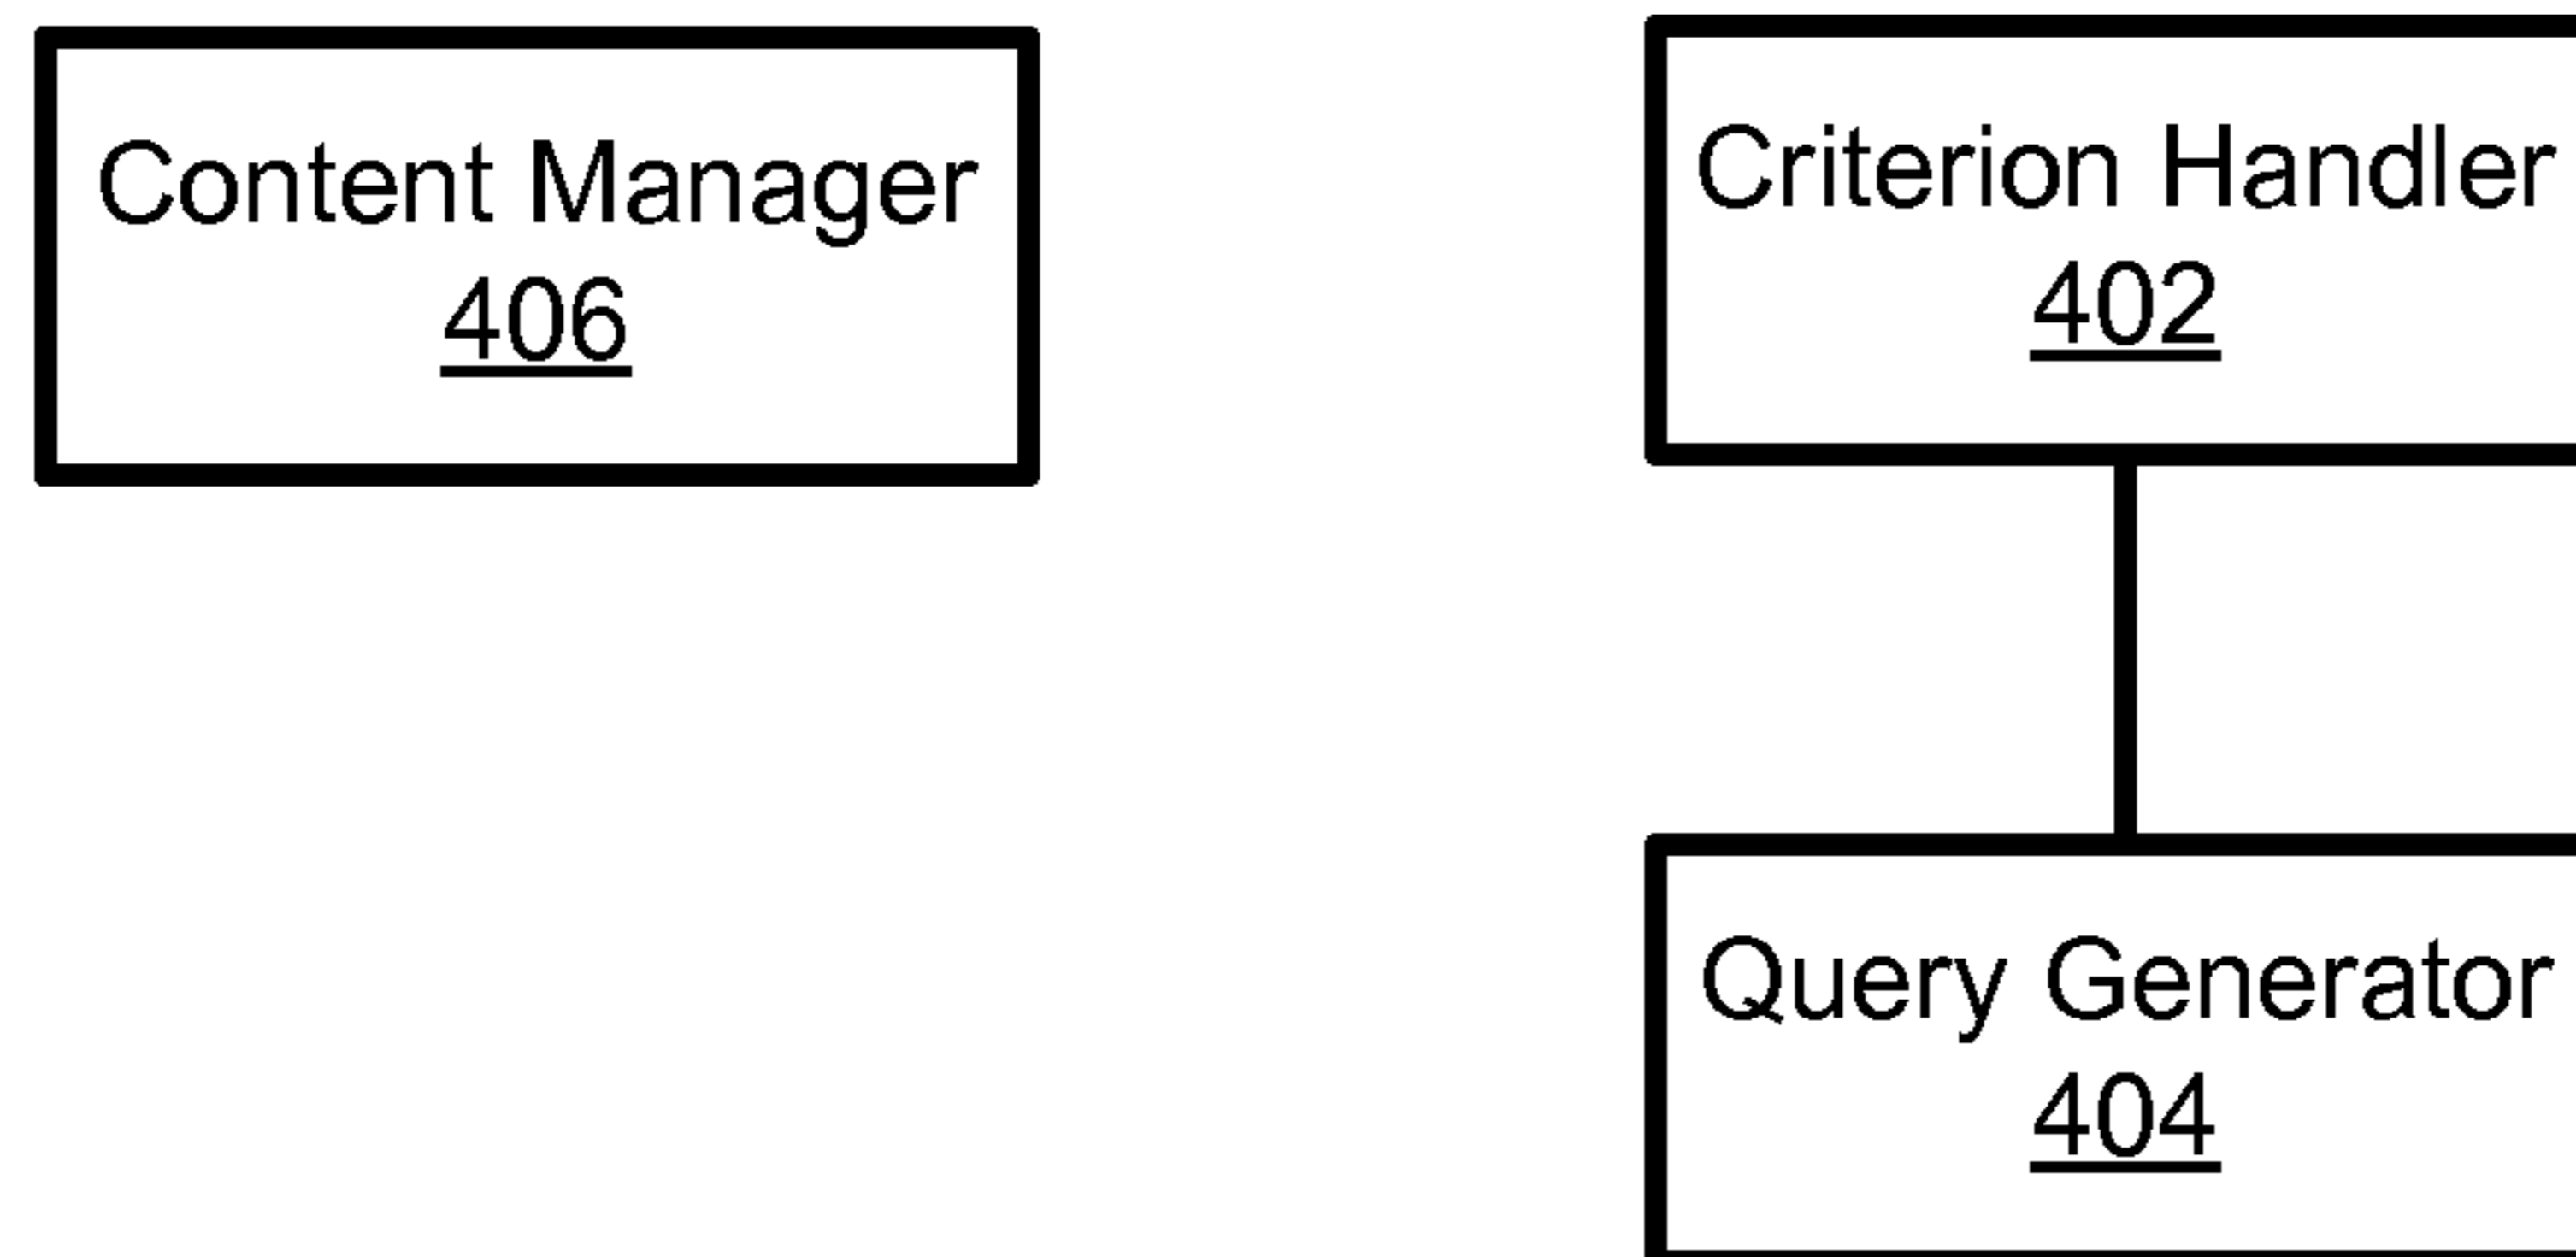 Content Manager
406
Criterion Handler
402
Query Generator
404